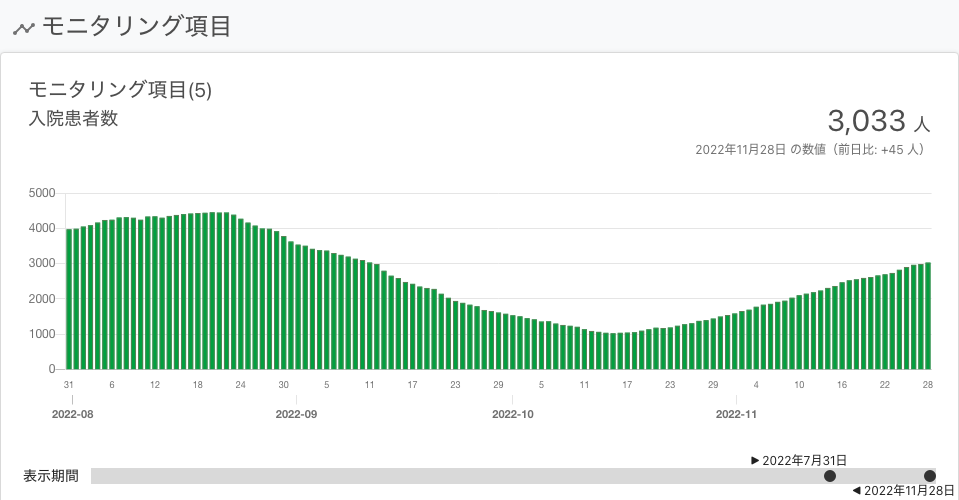 モニタリング項目
モニタリング項目(5)
入院患者数
3,033 人
2022年11月28日 の数値（前日比: +45 人）
5000
4000
3000
2000
1000
0
31 6 12 18 24 30 5 11 17 23 29 5 11 17 23 29 4 10 16 22 28
2022-08 2022-09 2022-10 2022-11
▶ 2022年7月31日
表示期間
◀ 2022年11月28日